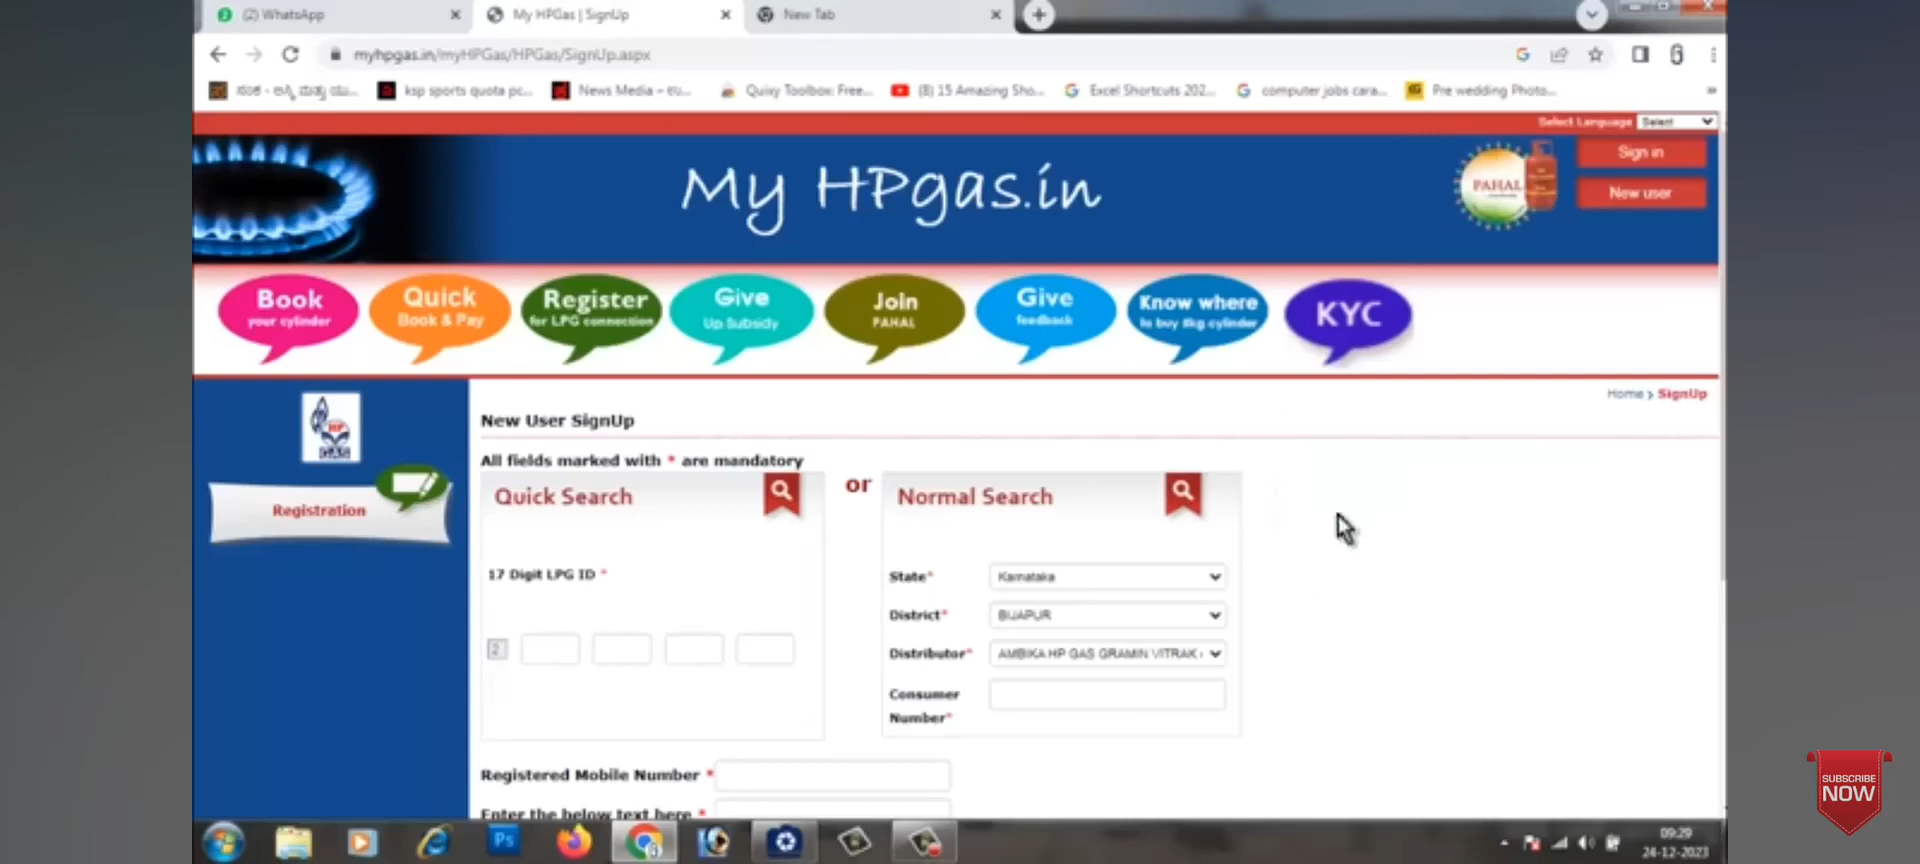 (2) WhatsApp
My HPGas | SignUp
New Tab
myhpgas.in/myHPGas/HPGas/SignUp.aspx
ksp sports quota pc...
News Media – ಉ...
Quixy Toolbox: Free...
(8) 15 Amazing Sho...
Excel Shortcuts 202...
computer jobs cara...
Pre wedding Photo...
Select Language Select
My HPgas.in
PAHAL
Sign in
New user
Book
your cylinder
Quick
Book & Pay
Register
for LPG connection
Give
Up Subsidy
Join
PAHAL
Give
feedback
Know where
to buy 5kg cylinder
KYC
Home > SignUp
HP
GAS
Registration
New User SignUp
All fields marked with * are mandatory
Quick Search
or
Normal Search
17 Digit LPG ID *
2
State* Karnataka
District* BIJAPUR
Distributor* AMBIKA HP GAS GRAMIN VITRAK (
Consumer
Number*
Registered Mobile Number *
Enter the below text here *
Ps
09:29
24-12-2023
SUBSCRIBE
NOW